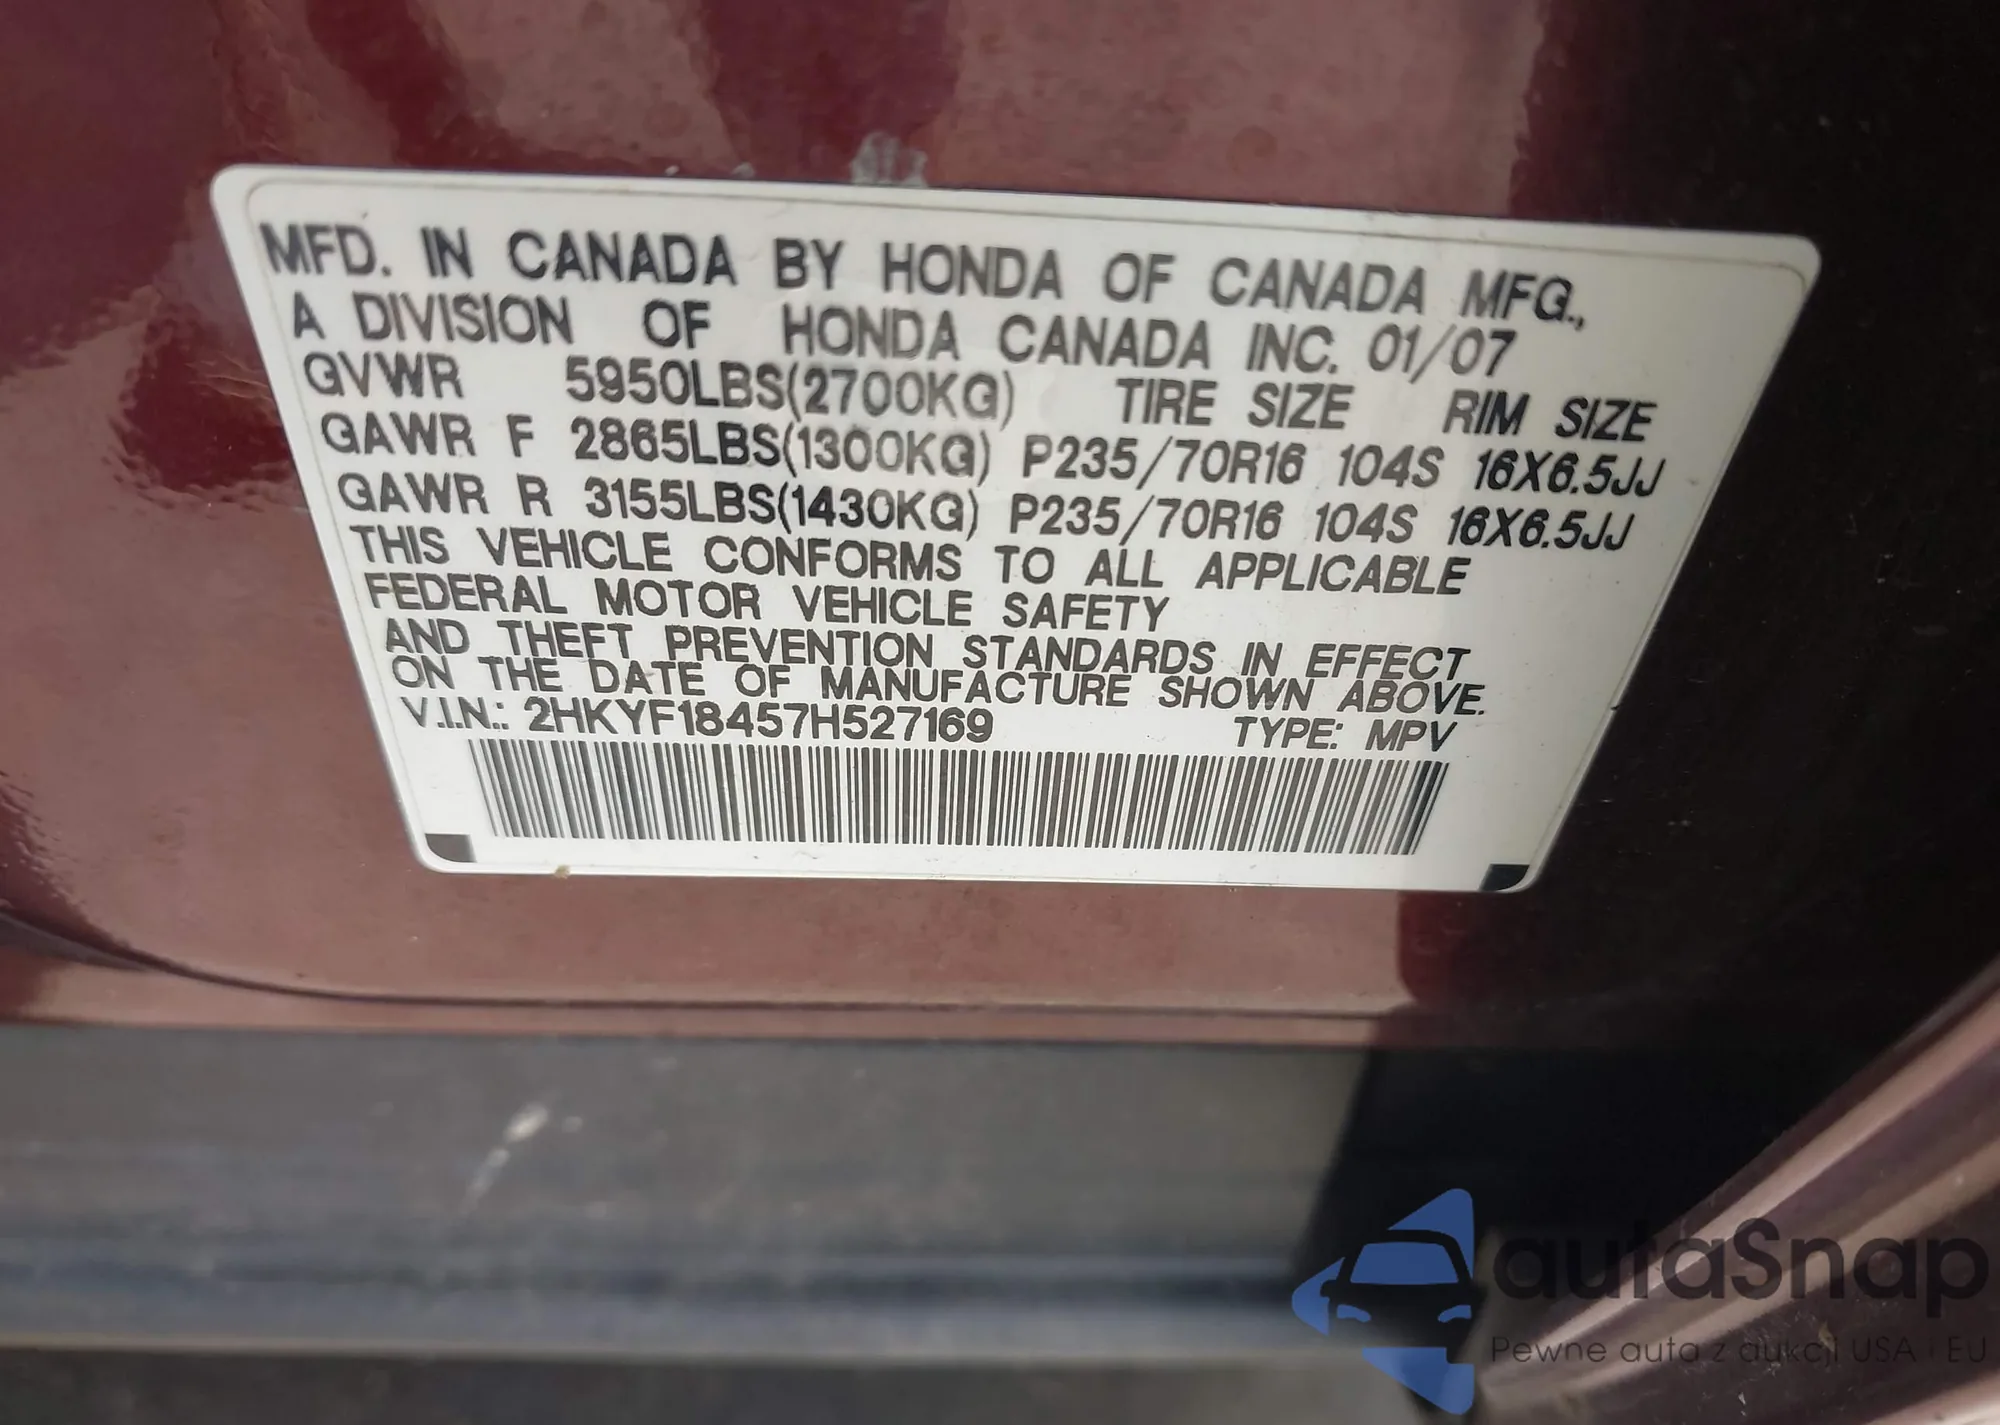 MFD. IN CANADA BY HONDA OF CANADA MFG.,
A DIVISION OF HONDA CANADA INC. 01/07
GVWR 5950LBS(2700KG) TIRE SIZE RIM SIZE
GAWR F 2865LBS(1300KG) P235/70R16 104S 16X6.5JJ
GAWR R 3155LBS(1430KG) P235/70R16 104S 16X6.5JJ
THIS VEHICLE CONFORMS TO ALL APPLICABLE
FEDERAL MOTOR VEHICLE SAFETY
AND THEFT PREVENTION STANDARDS IN EFFECT
ON THE DATE OF MANUFACTURE SHOWN ABOVE.
V.I.N.: 2HKYF18457H527169 TYPE: MPV
autaSnap
Pewne auta z aukcji USA i EU